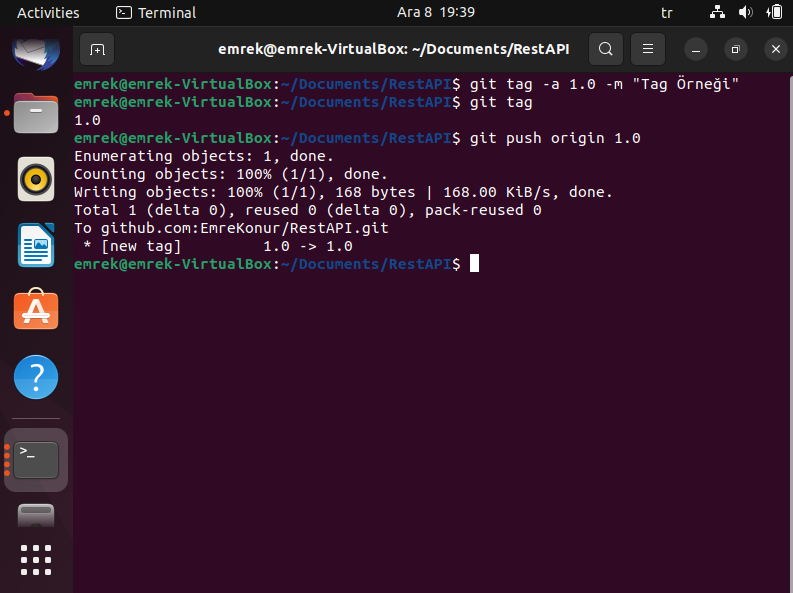 Activities Terminal Ara 8 19:39 tr
emrek@emrek-VirtualBox: ~/Documents/RestAPI
emrek@emrek-VirtualBox:~/Documents/RestAPI$ git tag -a 1.0 -m "Tag Örneği"
emrek@emrek-VirtualBox:~/Documents/RestAPI$ git tag
1.0
emrek@emrek-VirtualBox:~/Documents/RestAPI$ git push origin 1.0
Enumerating objects: 1, done.
Counting objects: 100% (1/1), done.
Writing objects: 100% (1/1), 168 bytes | 168.00 KiB/s, done.
Total 1 (delta 0), reused 0 (delta 0), pack-reused 0
To github.com:EmreKonur/RestAPI.git
 * [new tag]         1.0 -> 1.0
emrek@emrek-VirtualBox:~/Documents/RestAPI$